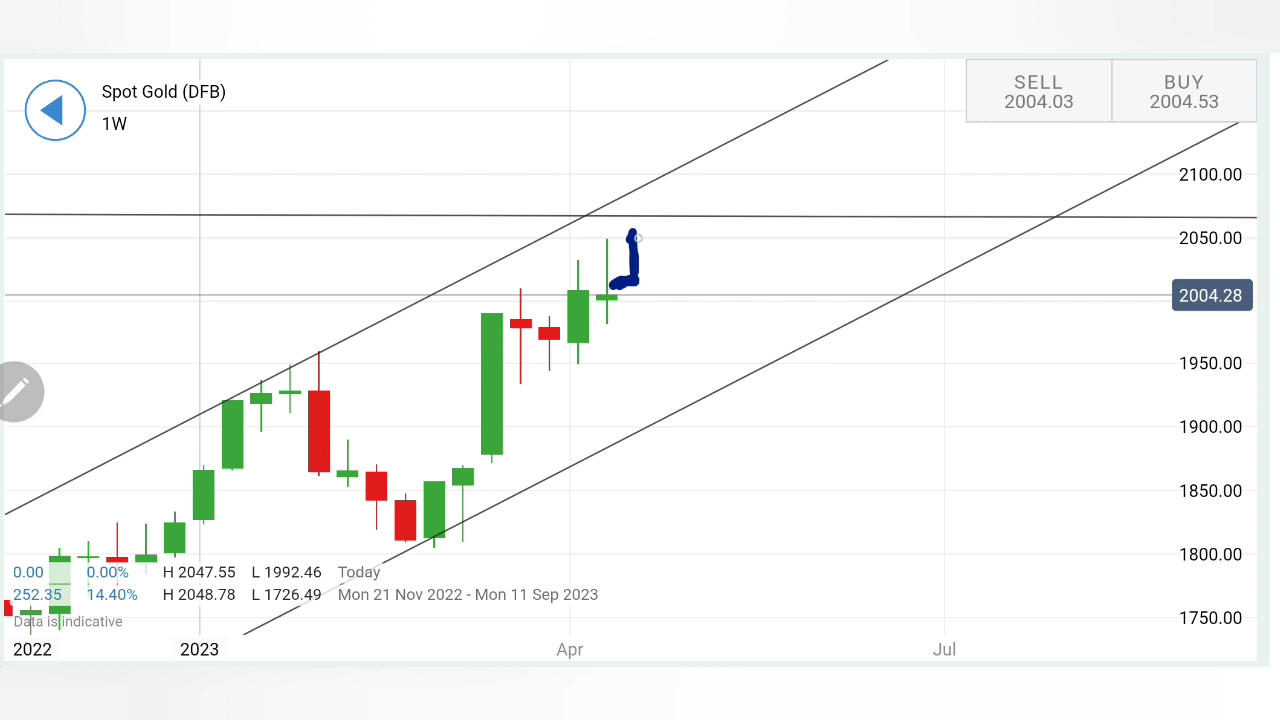 Spot Gold (DFB)
1W
SELL
2004.03
BUY
2004.53
2100.00
2050.00
2004.28
1950.00
1900.00
1850.00
1800.00
1750.00
0.00 0.00% H 2047.55 L 1992.46 Today
252.35 14.40% H 2048.78 L 1726.49 Mon 21 Nov 2022 - Mon 11 Sep 2023
Data is indicative
2022 2023 Apr Jul